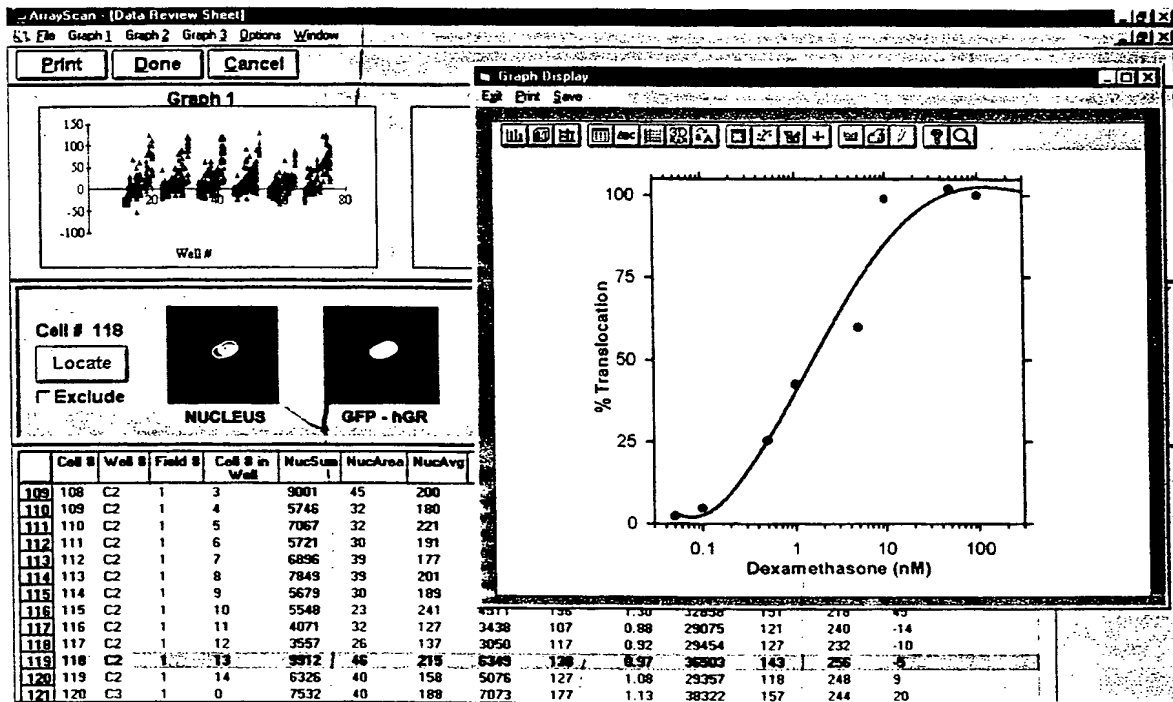 ArrayScan - [Data Review Sheet]
File Graph 1 Graph 2 Graph 3 Options Window
Print Done Cancel
Graph 1
150
100
50
0
-50
-100
20 40 80
Well #
Cell # 118
Locate
Exclude
NUCLEUS GFP - hGR
Graph Display
Exit Print Save
100
75
50
25
0
% Translocation
0.1 1 10 100
Dexamethasone (nM)
Cell # Well # Field # Cell # in Well NucSum NucArea NucAvg
109 108 C2 1 3 9001 45 200
110 109 C2 1 4 5746 32 180
111 110 C2 1 5 7067 32 221
112 111 C2 1 6 5721 30 191
113 112 C2 1 7 6896 39 177
114 113 C2 1 8 7849 39 201
115 114 C2 1 9 5679 30 189
116 115 C2 1 10 5548 23 241
117 116 C2 1 11 4071 32 127 3438 107 0.88 29075 121 240 -14
118 117 C2 1 12 3557 26 137 3050 117 0.92 29454 127 232 -10
119 118 C2 1 13 9912 46 215 6349 138 0.97 36503 143 256 -5
120 119 C2 1 14 6326 40 158 5076 127 1.08 29357 118 248 9
121 120 C3 1 0 7532 40 188 7073 177 1.13 38322 157 244 20